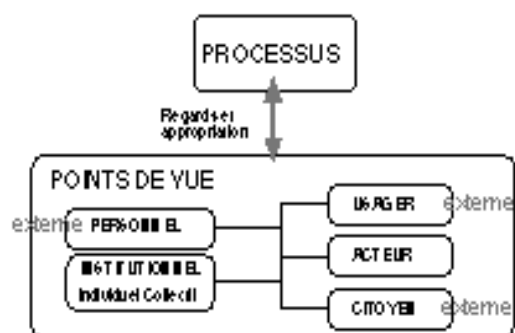 PROCESSUS
Regards et
appropriation
POINTS DE VUE
externe
PERSONNEL
INSTITUTIONNEL
Individuel Collectif
USAGER
externe
ACTEUR
CITOYEN
externe